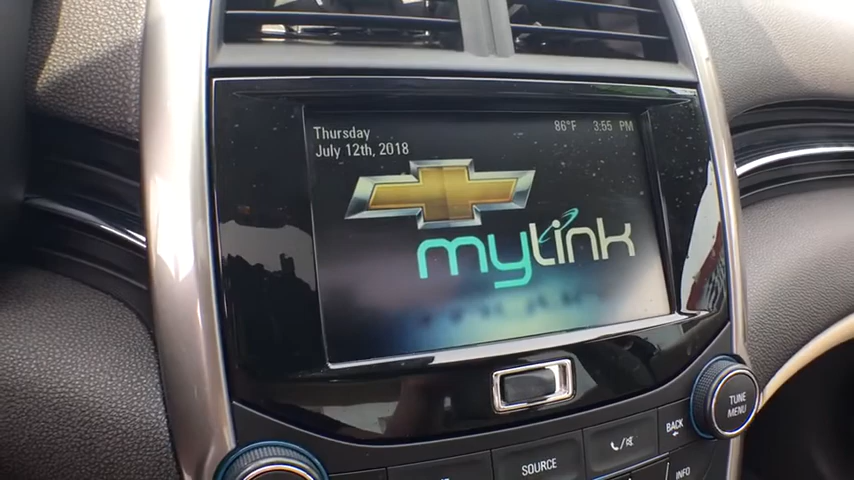 Thursday 86°F 3:55 PM
July 12th, 2018
mylink
TUNE
MENU
BACK
SOURCE
INFO